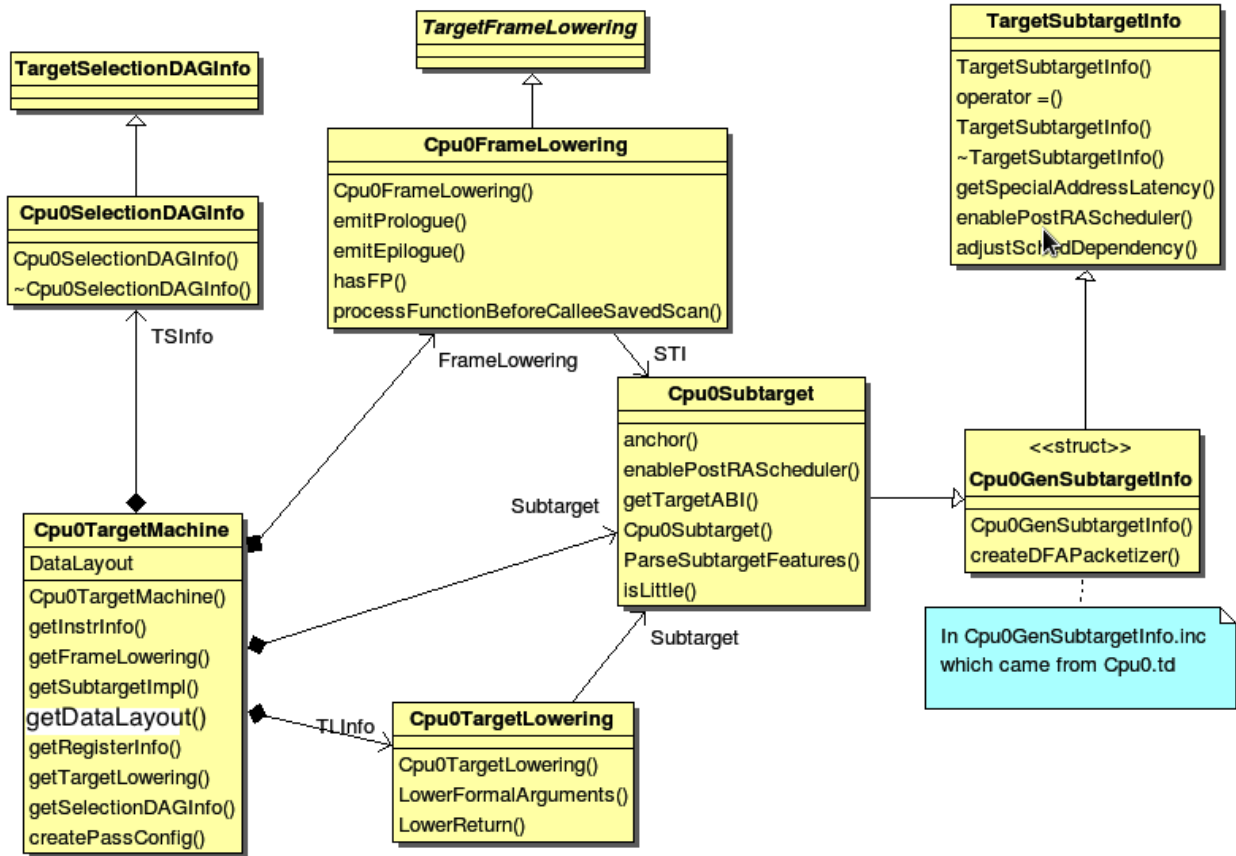 TargetSelectionDAGInfo
Cpu0SelectionDAGInfo
Cpu0SelectionDAGInfo()
~Cpu0SelectionDAGInfo()
TSInfo
TargetFrameLowering
Cpu0FrameLowering
Cpu0FrameLowering()
emitPrologue()
emitEpilogue()
hasFP()
processFunctionBeforeCalleeSavedScan()
FrameLowering
STI
TargetSubtargetInfo
TargetSubtargetInfo()
operator =()
TargetSubtargetInfo()
~TargetSubtargetInfo()
getSpecialAddressLatency()
enablePostRAScheduler()
adjustSchedDependency()
Cpu0Subtarget
anchor()
enablePostRAScheduler()
getTargetABI()
Cpu0Subtarget()
ParseSubtargetFeatures()
isLittle()
Subtarget
Subtarget
<<struct>>
Cpu0GenSubtargetInfo
Cpu0GenSubtargetInfo()
createDFAPacketizer()
In Cpu0GenSubtargetInfo.inc
which came from Cpu0.td
Cpu0TargetMachine
DataLayout
Cpu0TargetMachine()
getInstrInfo()
getFrameLowering()
getSubtargetImpl()
getDataLayout()
getRegisterInfo()
getTargetLowering()
getSelectionDAGInfo()
createPassConfig()
TLInfo
Cpu0TargetLowering
Cpu0TargetLowering()
LowerFormalArguments()
LowerReturn()